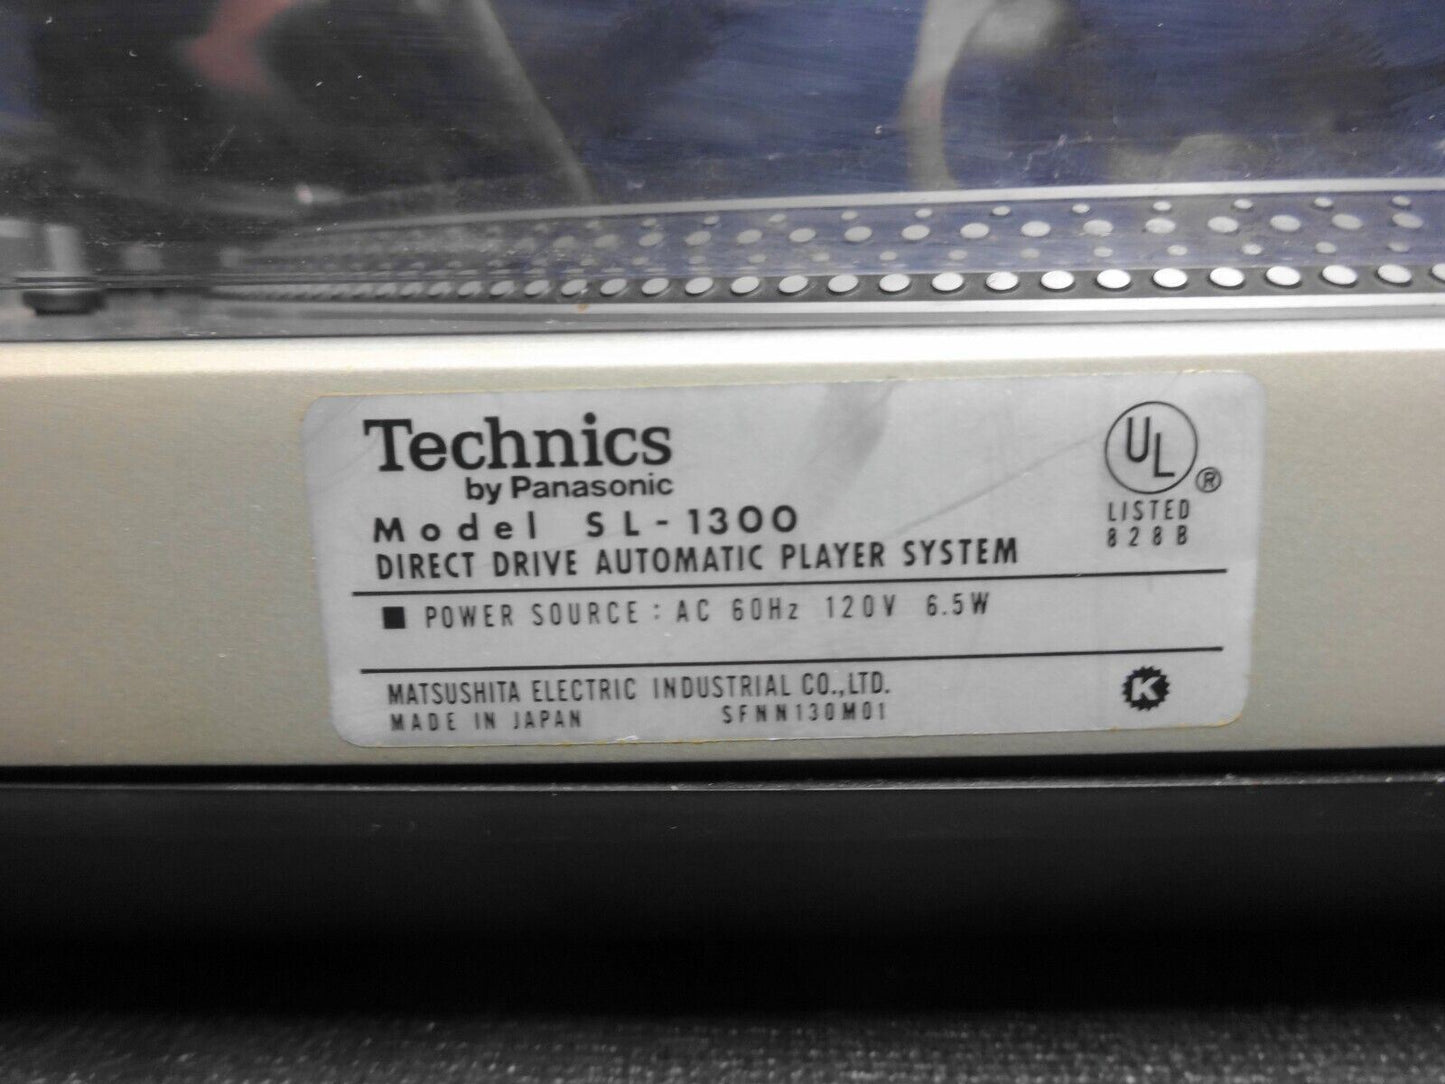 Technics
by Panasonic
Model SL-1300
DIRECT DRIVE AUTOMATIC PLAYER SYSTEM
UL ®
LISTED
828B
■ POWER SOURCE : AC 60Hz 120V 6.5W
MATSUSHITA ELECTRIC INDUSTRIAL CO.,LTD.
MADE IN JAPAN SFNN130M01
K